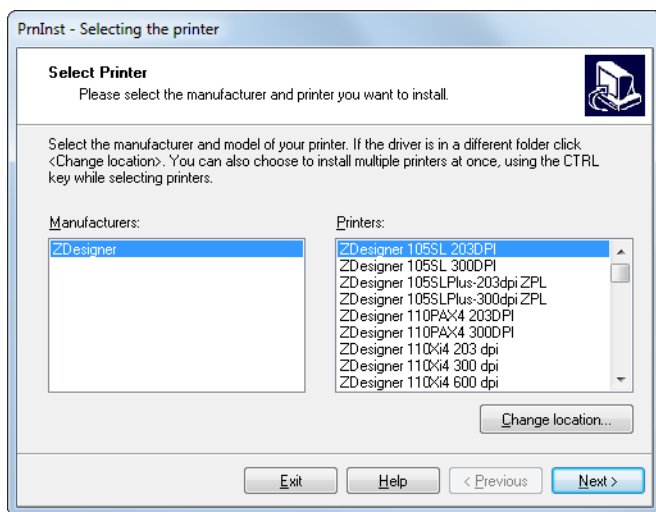 PrnInst - Selecting the printer
Select Printer
Please select the manufacturer and printer you want to install.
Select the manufacturer and model of your printer. If the driver is in a different folder click
<Change location>. You can also choose to install multiple printers at once, using the CTRL
key while selecting printers.
Manufacturers:
ZDesigner
Printers:
ZDesigner 105SL 203DPI
ZDesigner 105SL 300DPI
ZDesigner 105SLPlus-203dpi ZPL
ZDesigner 105SLPlus-300dpi ZPL
ZDesigner 110PAX4 203DPI
ZDesigner 110PAX4 300DPI
ZDesigner 110Xi4 203 dpi
ZDesigner 110Xi4 300 dpi
ZDesigner 110Xi4 600 dpi
Change location...
Exit
Help
< Previous
Next >